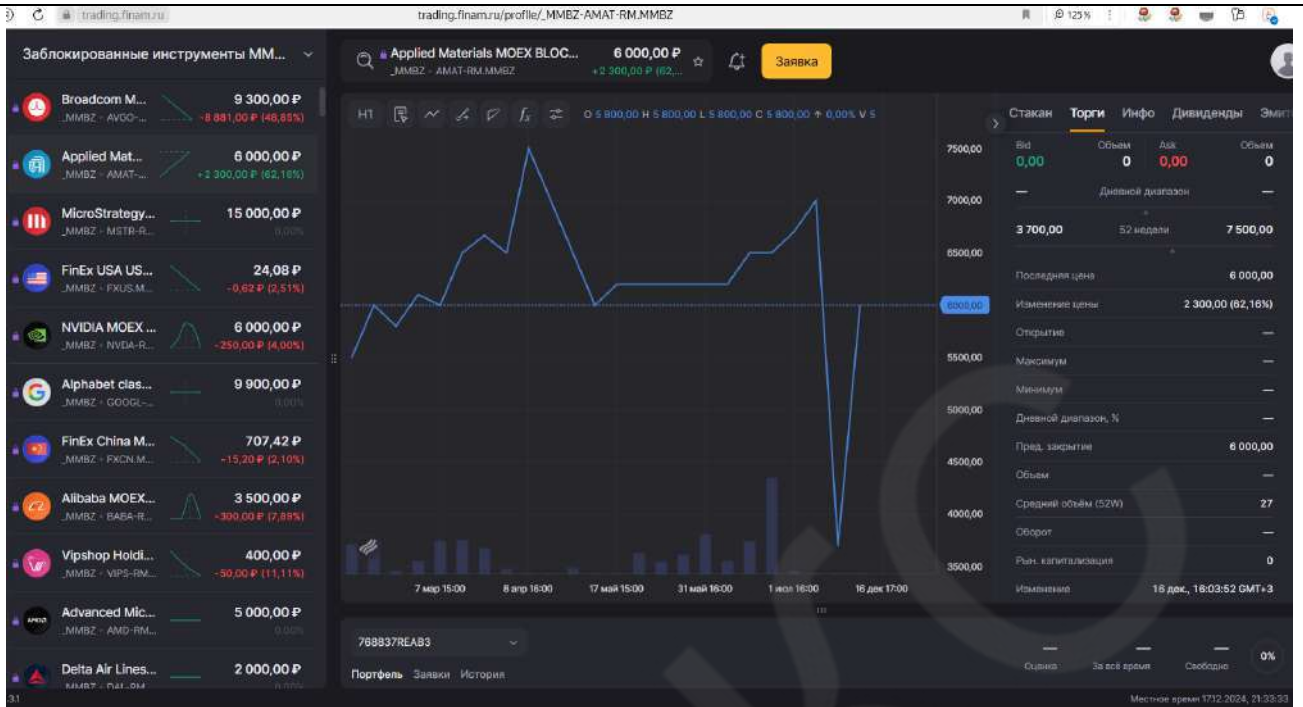 trading.finam.ru
trading.finam.ru/profile/_MMBZ-AMAT-RM.MMBZ
125%
Заблокированные инструменты ММ...
Applied Materials MOEX BLOC...
_MMBZ • AMAT-RM.MMBZ
6 000,00 ₽
+2 300,00 ₽ (62,...
Заявка
Broadcom M...
_MMBZ • AVGO-...
9 300,00 ₽
-8 881,00 ₽ (48,85%)
Applied Mat...
_MMBZ • AMAT-...
6 000,00 ₽
+2 300,00 ₽ (62,16%)
MicroStrategy...
_MMBZ • MSTR-R...
15 000,00 ₽
0,00%
FinEx USA US...
_MMBZ • FXUS.M...
24,08 ₽
-0,62 ₽ (2,51%)
NVIDIA MOEX ...
_MMBZ • NVDA-R...
6 000,00 ₽
-250,00 ₽ (4,00%)
Alphabet clas...
_MMBZ • GOOGL-...
9 900,00 ₽
0,00%
FinEx China M...
_MMBZ • FXCN.M...
707,42 ₽
-15,20 ₽ (2,10%)
Alibaba MOEX...
_MMBZ • BABA-R...
3 500,00 ₽
-300,00 ₽ (7,89%)
Vipshop Holdi...
_MMBZ • VIPS-RM...
400,00 ₽
-50,00 ₽ (11,11%)
Advanced Mic...
_MMBZ • AMD-RM...
5 000,00 ₽
0,00%
Delta Air Lines...
_MMBZ • DAL-RM...
2 000,00 ₽
H1
O 5 800,00 H 5 800,00 L 5 800,00 C 5 800,00 0,00% V 5
7500,00
7000,00
6500,00
6000,00
5500,00
5000,00
4500,00
4000,00
3500,00
7 мар 15:00 8 апр 16:00 17 май 15:00 31 май 16:00 1 июл 16:00 16 дек 17:00
Стакан Торги Инфо Дивиденды Эмит
Bid Объем Ask Объем
0,00 0 0,00 0
— Дневной диапазон —
3 700,00 52 недели 7 500,00
Последняя цена 6 000,00
Изменение цены 2 300,00 (62,16%)
Открытие —
Максимум —
Минимум —
Дневной диапазон, % —
Пред. закрытие 6 000,00
Объем —
Средний объём (52W) 27
Оборот —
Рын. капитализация 0
Изменение 16 дек., 16:03:52 GMT+3
768837REAB3
Портфель Заявки История
— — —
Оценка За всё время Свободно 0%
3.1
Местное время 17.12.2024, 21:33:33